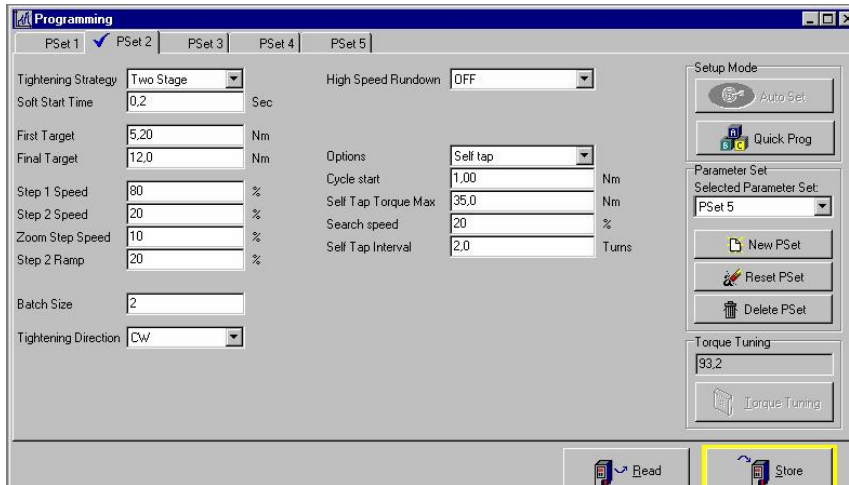 Programming
PSet 1 PSet 2 PSet 3 PSet 4 PSet 5
Tightening Strategy Two Stage
Soft Start Time 0,2 Sec
First Target 5,20 Nm
Final Target 12,0 Nm
Step 1 Speed 80 %
Step 2 Speed 20 %
Zoom Step Speed 10 %
Step 2 Ramp 20 %
Batch Size 2
Tightening Direction CW
High Speed Rundown OFF
Options Self tap
Cycle start 1,00 Nm
Self Tap Torque Max 35,0 Nm
Search speed 20 %
Self Tap Interval 2,0 Turns
Setup Mode
Auto Set
A B C Quick Prog
Parameter Set
Selected Parameter Set:
PSet 5
New PSet
Reset PSet
Delete PSet
Torque Tuning
93,2
Torque Tuning
Read Store